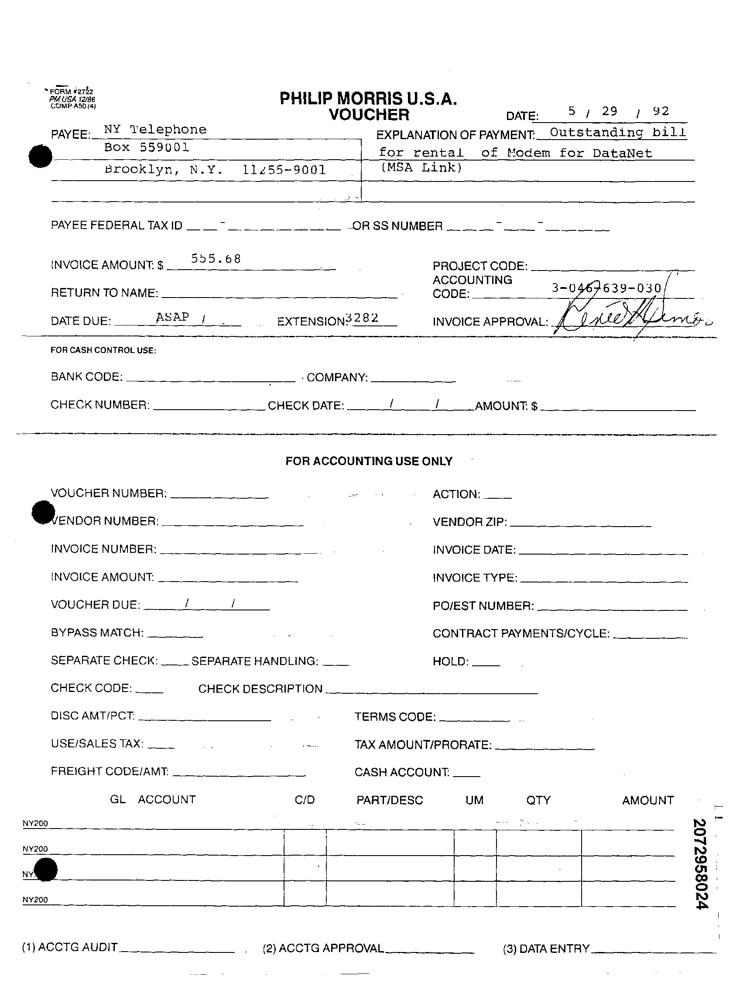 FORM #2722
PM USA 12/86
COMP A50 (4)
PHILIP MORRIS U.S.A.
VOUCHER
DATE: 5 / 29 / 92
PAYEE: NY Telephone
EXPLANATION OF PAYMENT: Outstanding bill
Box 559001
for rental of Modem for DataNet
Brooklyn, N.Y. 11255-9001
(MSA Link)
PAYEE FEDERAL TAX ID __ __ - __ __ __ __ __ __ __ OR SS NUMBER __ __ __ - __ __ - __ __ __ __
INVOICE AMOUNT: $ 555.68
PROJECT CODE:
RETURN TO NAME:
ACCOUNTING CODE: 3-0467639-030
DATE DUE: ASAP /
EXTENSION: 3282
INVOICE APPROVAL:
FOR CASH CONTROL USE:
BANK CODE: COMPANY:
CHECK NUMBER: CHECK DATE: / / AMOUNT: $
FOR ACCOUNTING USE ONLY
VOUCHER NUMBER: ACTION:
VENDOR NUMBER: VENDOR ZIP:
INVOICE NUMBER: INVOICE DATE:
INVOICE AMOUNT: INVOICE TYPE:
VOUCHER DUE: / / PO/EST NUMBER:
BYPASS MATCH: CONTRACT PAYMENTS/CYCLE:
SEPARATE CHECK: SEPARATE HANDLING: HOLD:
CHECK CODE: CHECK DESCRIPTION
DISC AMT/PCT: TERMS CODE:
USE/SALES TAX: TAX AMOUNT/PRORATE:
FREIGHT CODE/AMT: CASH ACCOUNT:
GL ACCOUNT C/D PART/DESC UM QTY AMOUNT
NY200
NY200
NY
NY200
2072958024
(1) ACCTG AUDIT (2) ACCTG APPROVAL (3) DATA ENTRY